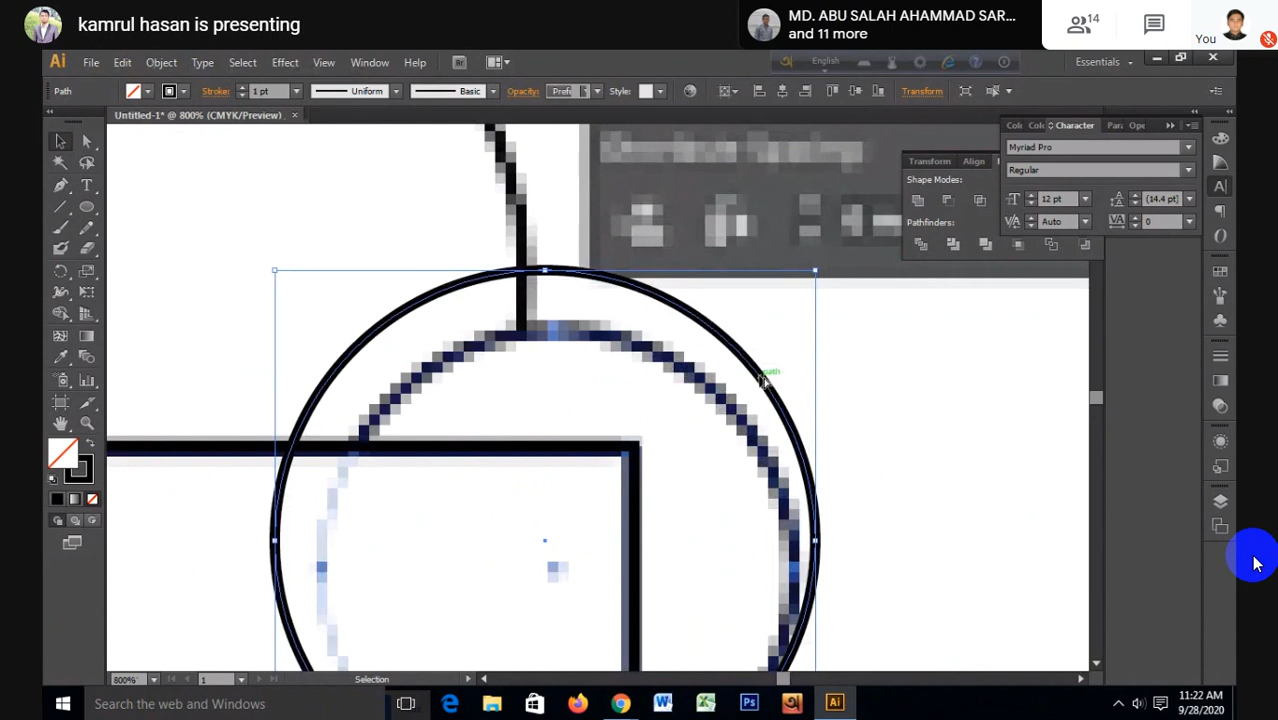 kamrul hasan is presenting
MD. ABU SALAH AHAMMAD SAR...
and 11 more
14
You
Ai File Edit Object Type Select Effect View Window Help Br English Essentials
Path Stroke: 1 pt Uniform Basic Opacity: Style: Transform
Untitled-1* @ 800% (CMYK/Preview)
Character
Myriad Pro
Transform Align
Regular
Shape Modes:
12 pt (14.4 pt)
Pathfinders:
Auto 0
path
800% 1 Selection
Search the web and Windows
11:22 AM
9/28/2020